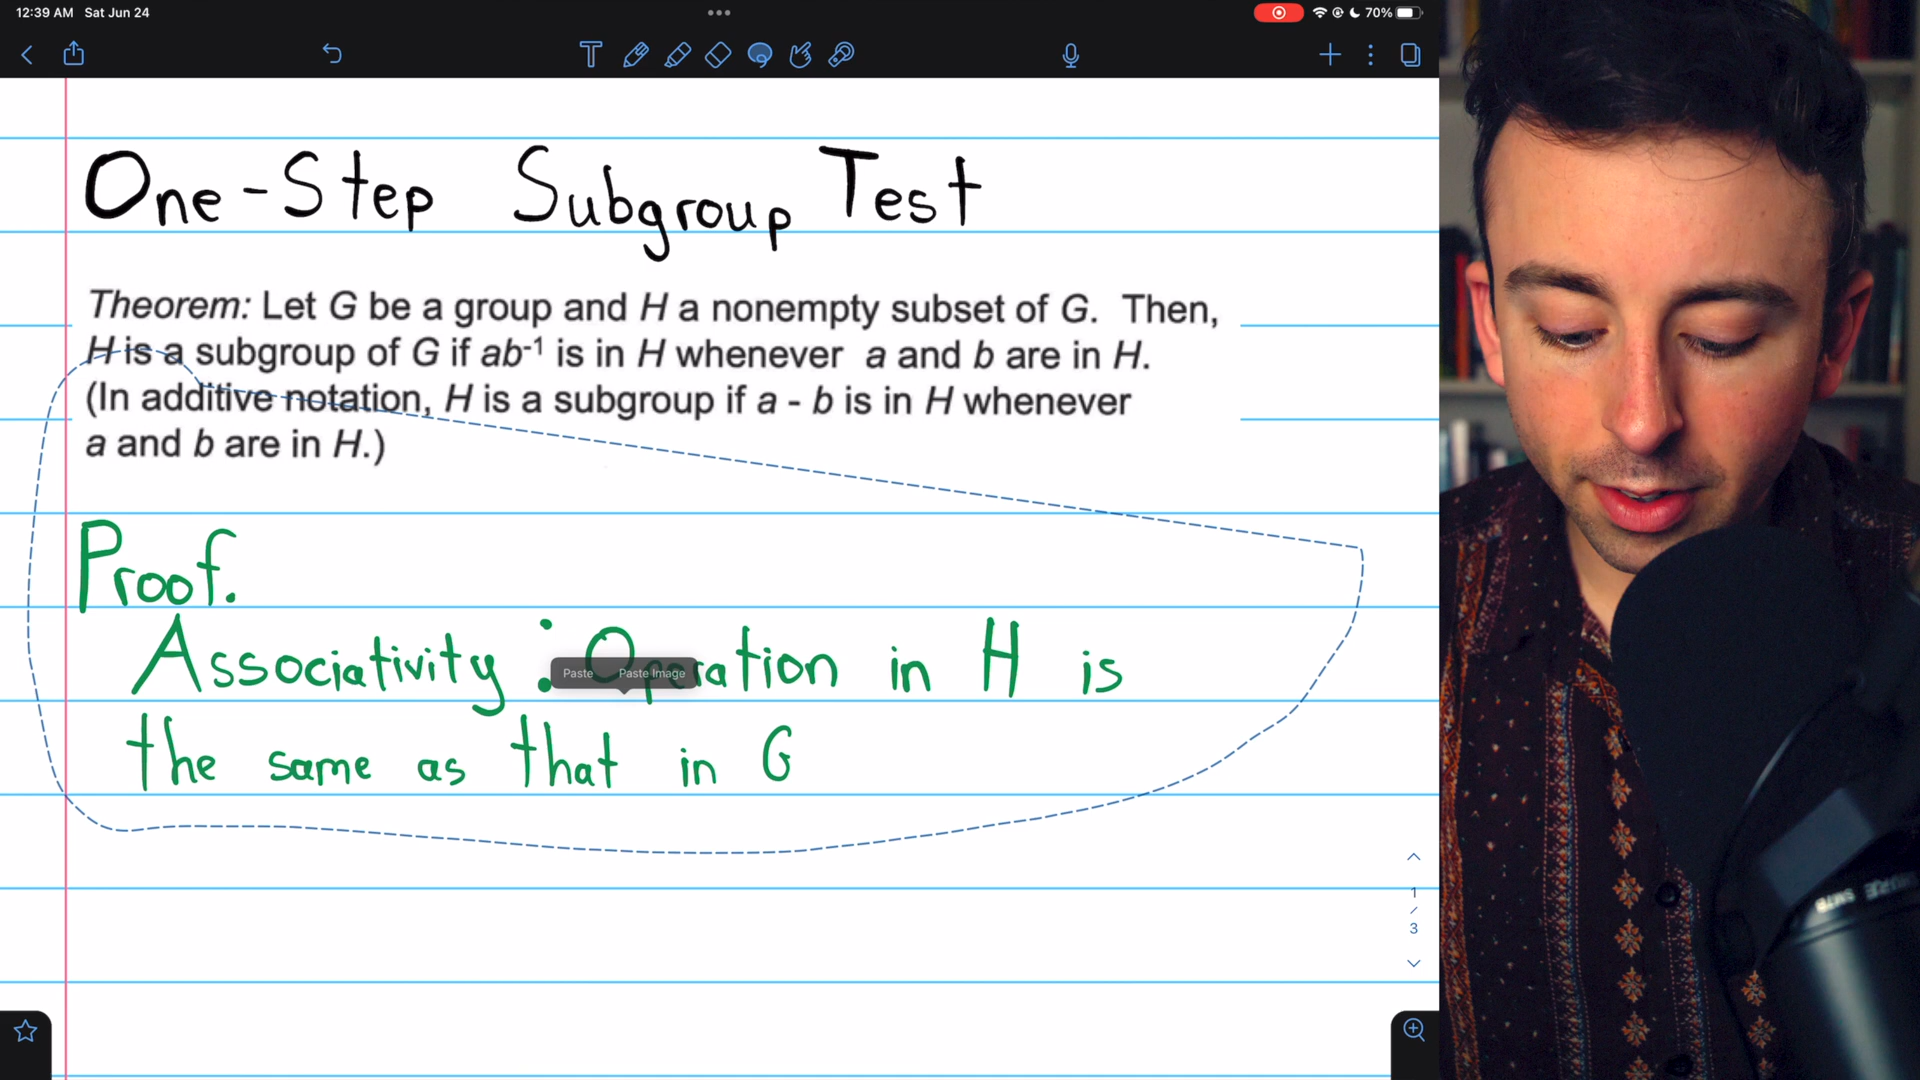 12:39 AM Sat Jun 24
70%
One-Step Subgroup Test
Theorem: Let G be a group and H a nonempty subset of G. Then,
H is a subgroup of G if ab⁻¹ is in H whenever a and b are in H.
(In additive notation, H is a subgroup if a - b is in H whenever
a and b are in H.)
Proof.
Associativity: Operation in H is
Paste Paste Image
the same as that in G
1
/
3